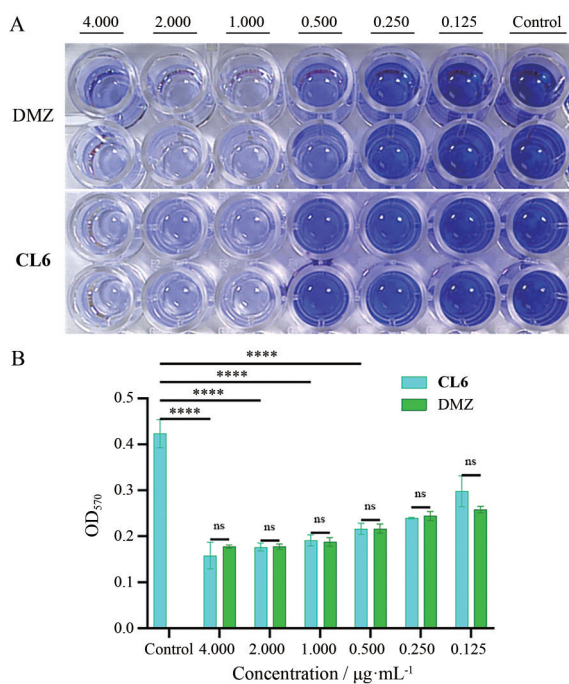 A
4.000 2.000 1.000 0.500 0.250 0.125 Control
DMZ
CL6
B
****
****
****
****
CL6
DMZ
ns ns ns ns ns ns
0.5
0.4
0.3
0.2
0.1
0.0
OD570
Control 4.000 2.000 1.000 0.500 0.250 0.125
Concentration / μg·mL-1